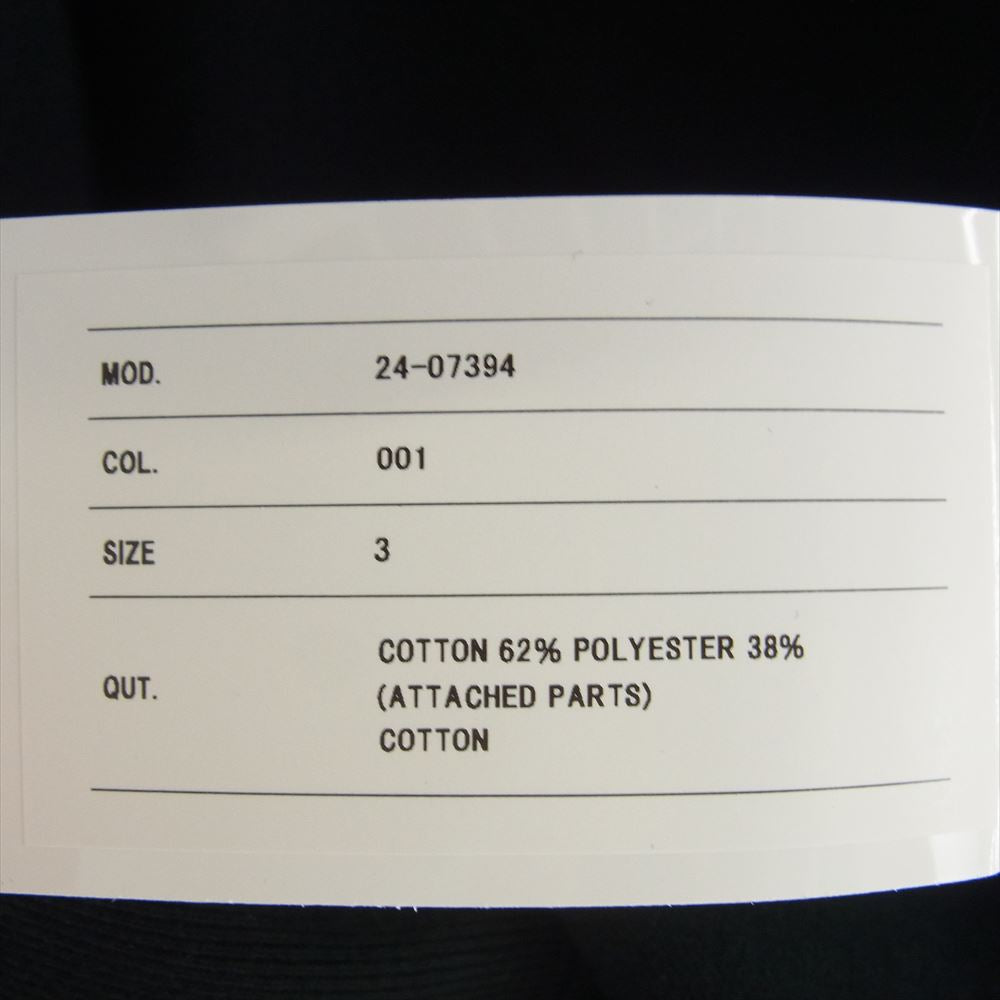 MOD. 24-07394
COL. 001
SIZE 3
QUT. COTTON 62% POLYESTER 38%
(ATTACHED PARTS)
COTTON